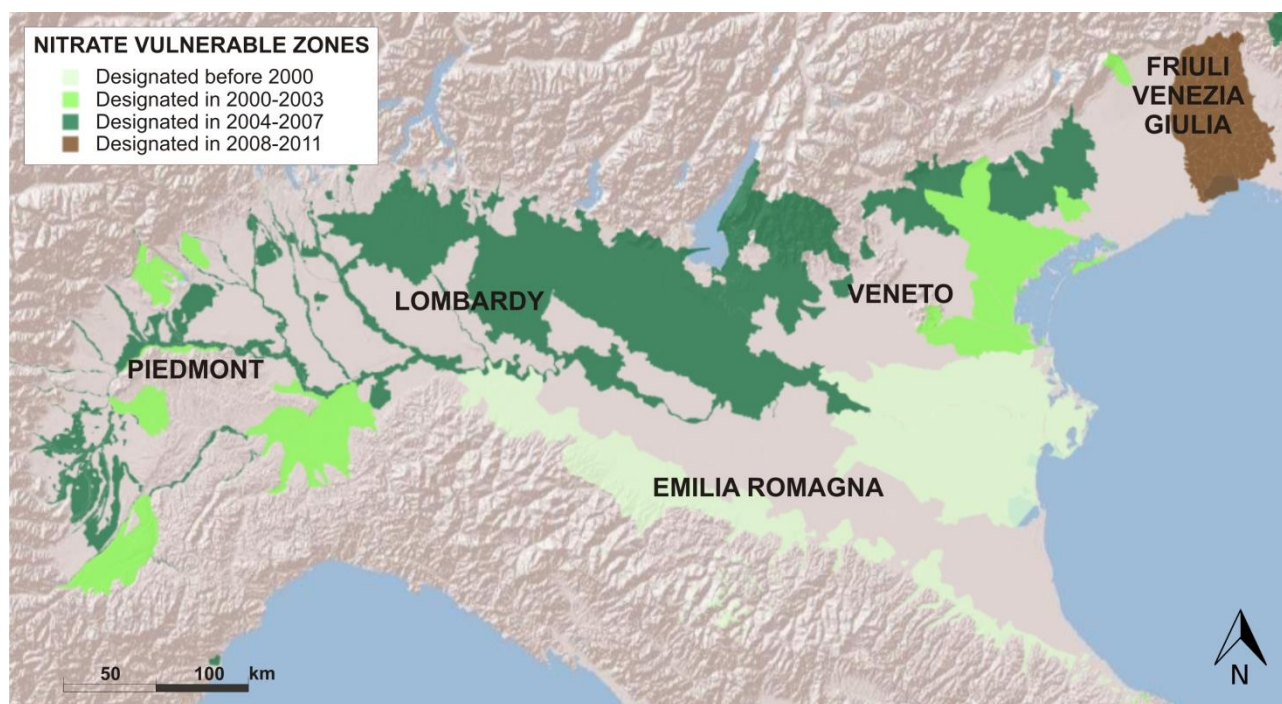 NITRATE VULNERABLE ZONES
Designated before 2000
Designated in 2000-2003
Designated in 2004-2007
Designated in 2008-2011
FRIULI
VENEZIA
GIULIA
LOMBARDY
VENETO
PIEDMONT
EMILIA ROMAGNA
50 100 km
N